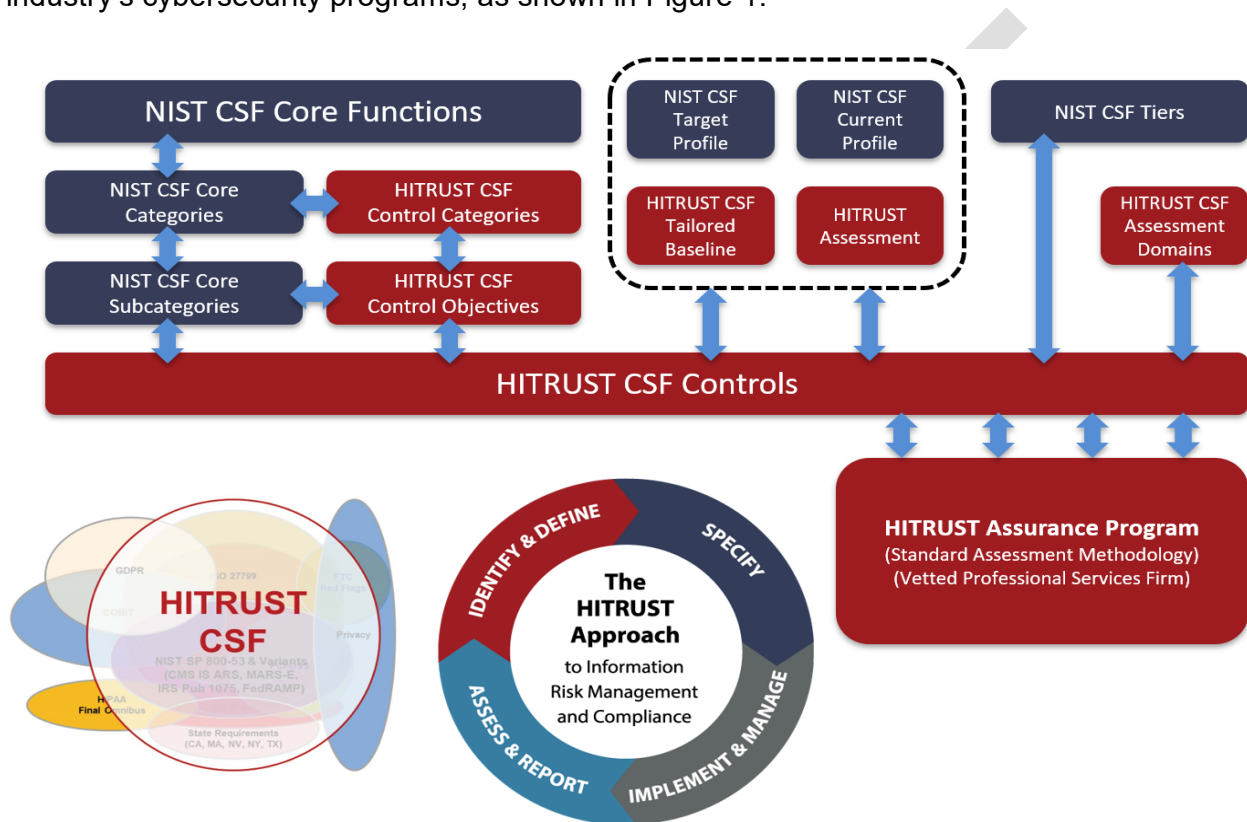 industry's cybersecurity programs, as shown in Figure 1.
NIST CSF Core Functions
NIST CSF Core
Categories
HITRUST CSF
Control Categories
NIST CSF Core
Subcategories
HITRUST CSF
Control Objectives
NIST CSF
Target
Profile
NIST CSF
Current
Profile
HITRUST CSF
Tailored
Baseline
HITRUST
Assessment
NIST CSF Tiers
HITRUST CSF
Assessment
Domains
HITRUST CSF Controls
HITRUST Assurance Program
(Standard Assessment Methodology)
(Vetted Professional Services Firm)
GDPR
ISO 27799
FTC
Red Flags
COBIT
HITRUST
CSF
Privacy
NIST SP 800-53 & Variants
(CMS IS ARS, MARS-E,
IRS Pub 1075, FedRAMP)
HIPAA
Final Omnibus
State Requirements
(CA, MA, NV, NY, TX)
IDENTIFY & DEFINE
SPECIFY
IMPLEMENT & MANAGE
ASSESS & REPORT
The
HITRUST
Approach
to Information
Risk Management
and Compliance